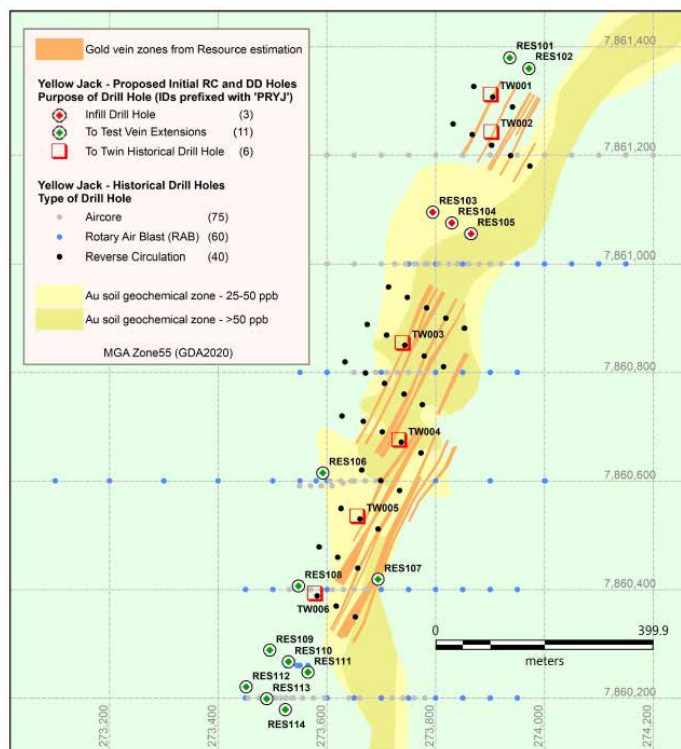 Gold vein zones from Resource estimation
Yellow Jack - Proposed Initial RC and DD Holes
Purpose of Drill Hole (IDs prefixed with 'PRYJ')
Infill Drill Hole (3)
To Test Vein Extensions (11)
To Twin Historical Drill Hole (6)
Yellow Jack - Historical Drill Holes
Type of Drill Hole
Aircore (75)
Rotary Air Blast (RAB) (60)
Reverse Circulation (40)
Au soil geochemical zone - 25-50 ppb
Au soil geochemical zone - >50 ppb
MGA Zone55 (GDA2020)
7,861,400
RES101
RES102
TW001
TW002
7,861,200
RES103
RES104
RES105
7,861,000
TW003
7,860,800
TW004
RES106
7,860,600
TW005
RES107
RES108
7,860,400
TW006
RES109
RES110
RES111
RES112
RES113
RES114
7,860,200
0 399.9
meters
273,200
273,400
273,600
273,800
274,000
274,200